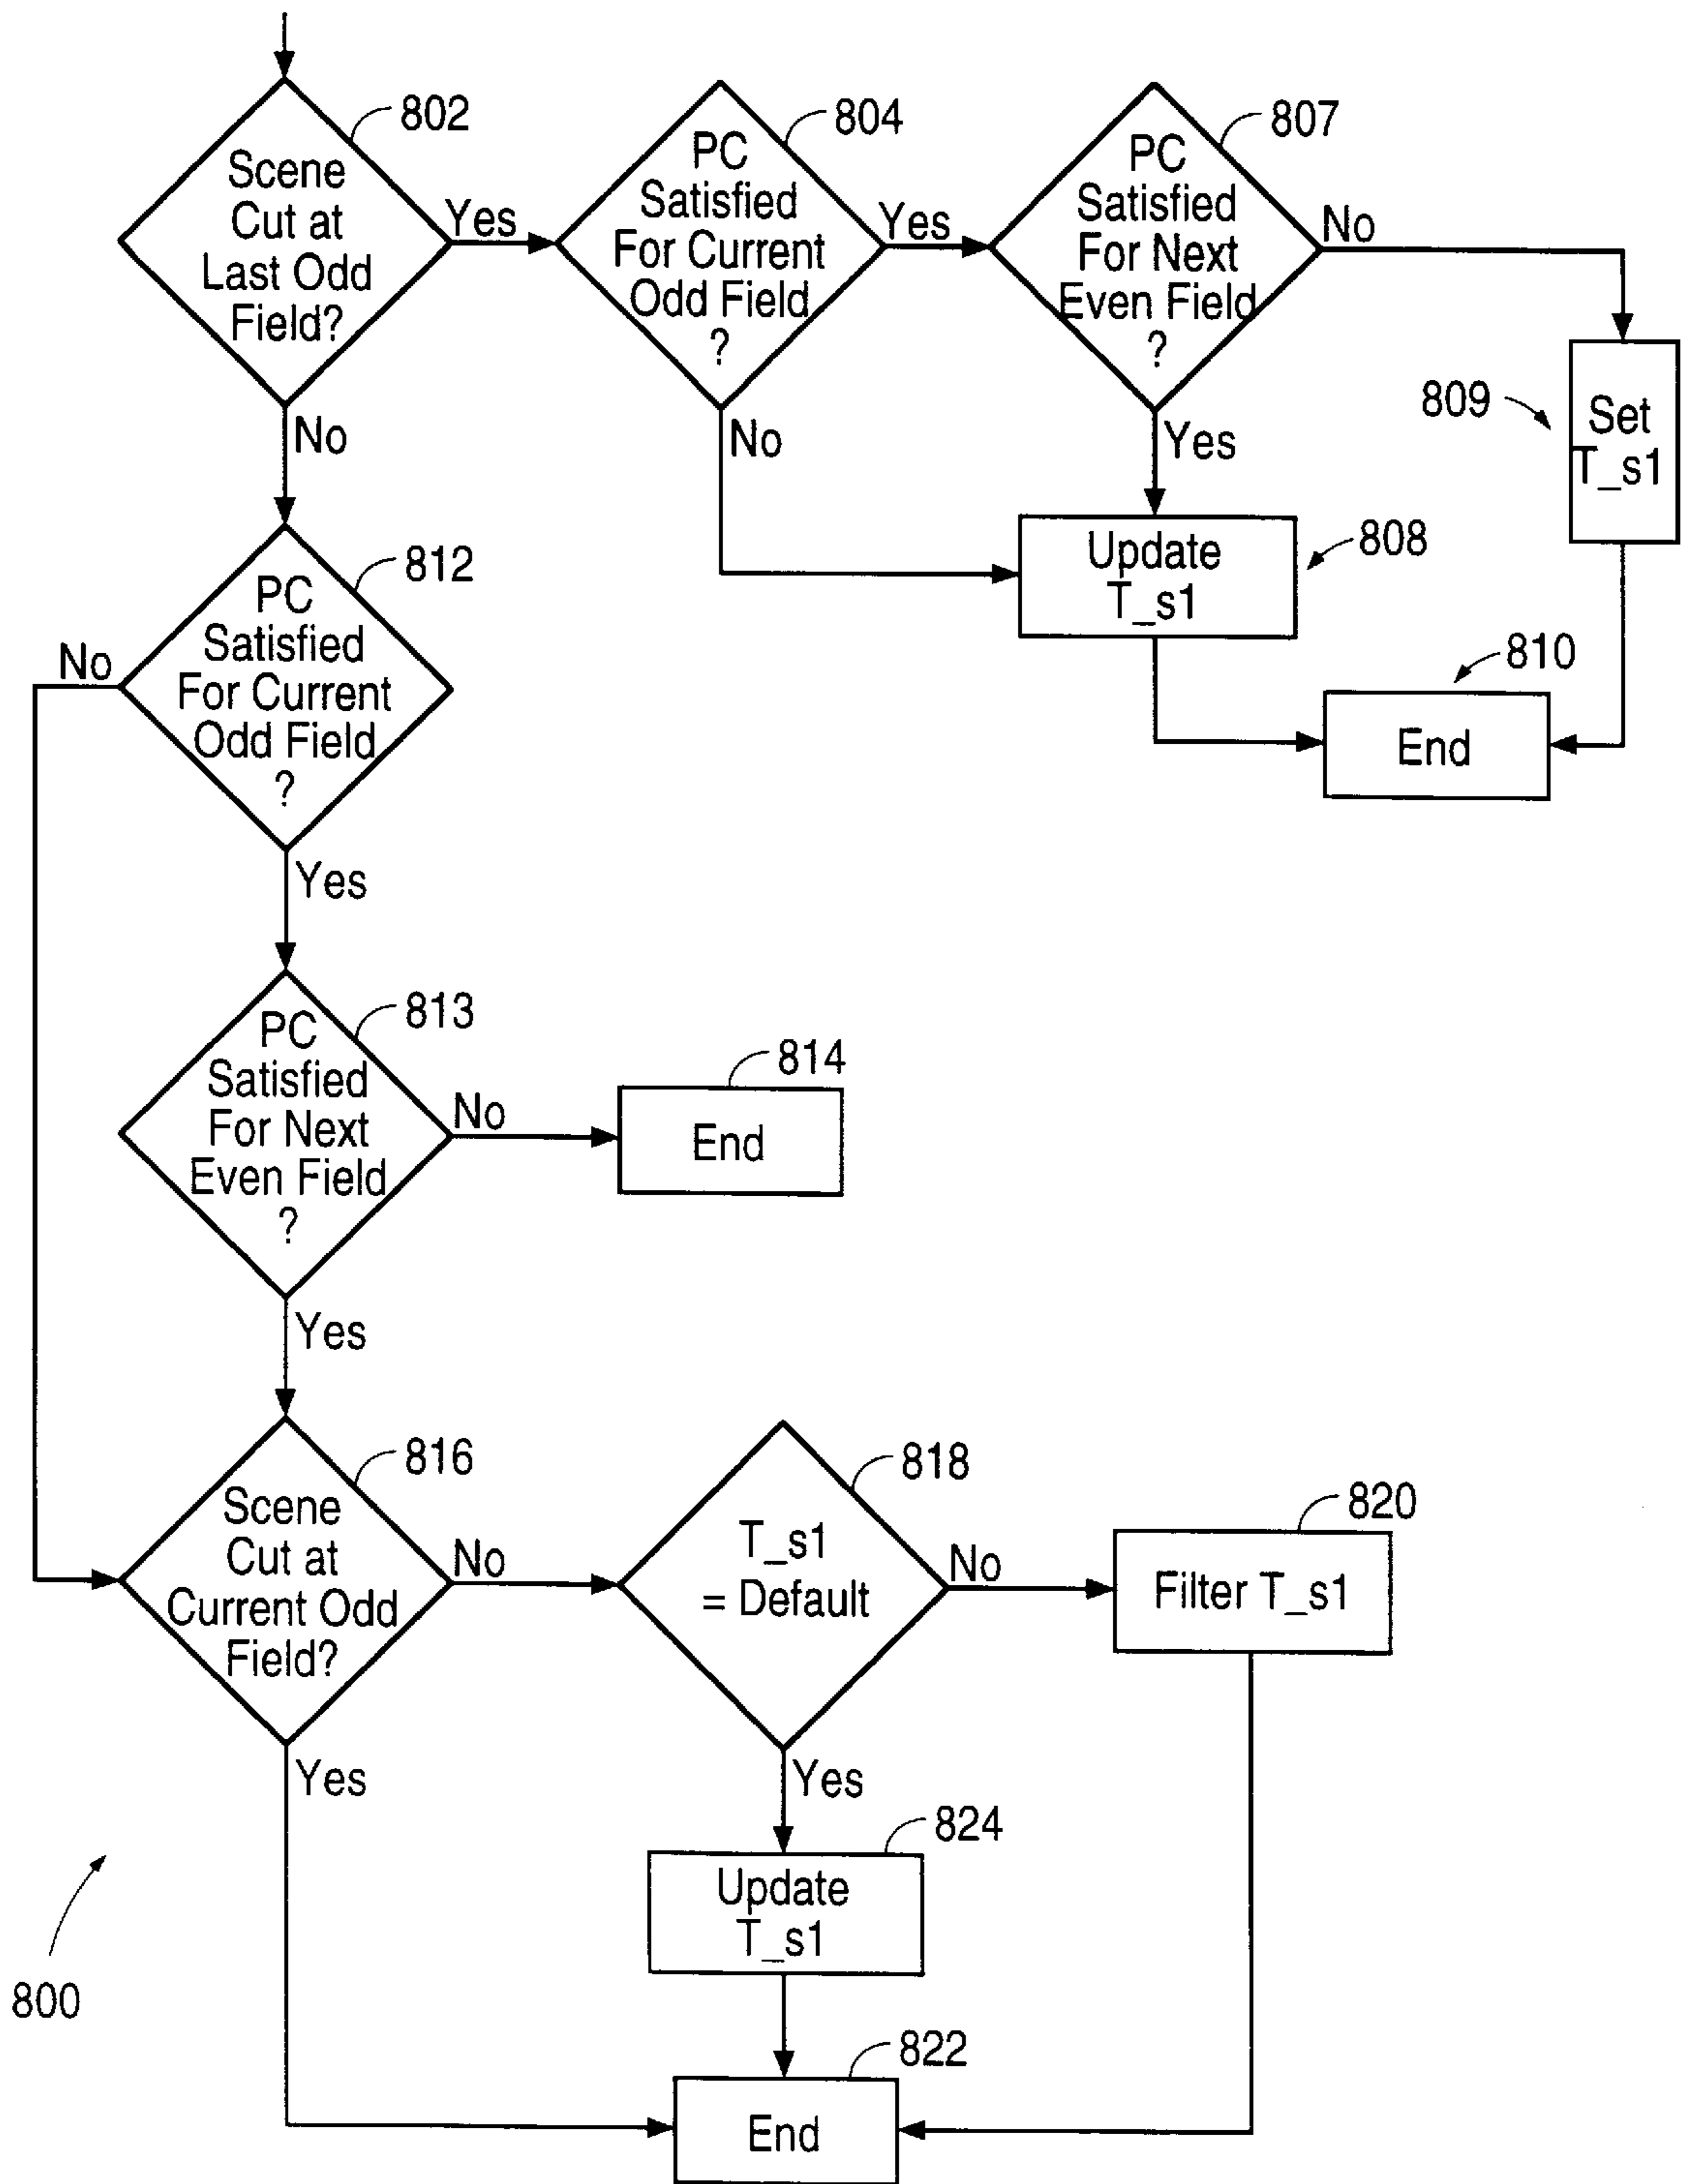 802
Scene
Cut at
Last Odd
Field?
Yes
No
804
PC
Satisfied
For Current
Odd Field
?
Yes
No
807
PC
Satisfied
For Next
Even Field
?
No
Yes
809
Set
T_s1
Update
T_s1
808
810
End
812
PC
Satisfied
For Current
Odd Field
?
No
Yes
813
PC
Satisfied
For Next
Even Field
?
No
Yes
814
End
816
Scene
Cut at
Current Odd
Field?
No
Yes
818
T_s1
= Default
No
Yes
820
Filter T_s1
824
Update
T_s1
822
End
800